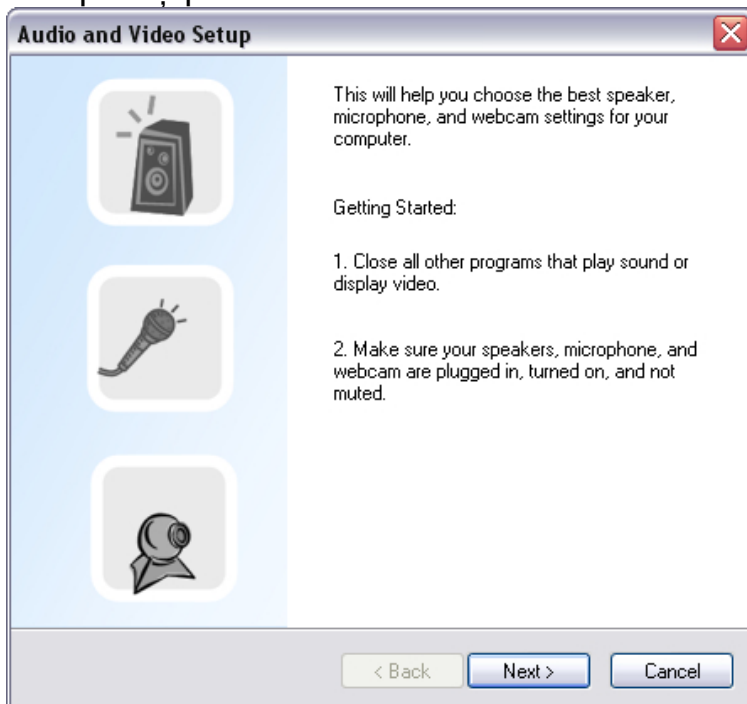 Audio and Video Setup
This will help you choose the best speaker,
microphone, and webcam settings for your
computer.
Getting Started:
1. Close all other programs that play sound or
display video.
2. Make sure your speakers, microphone, and
webcam are plugged in, turned on, and not
muted.
< Back
Next >
Cancel